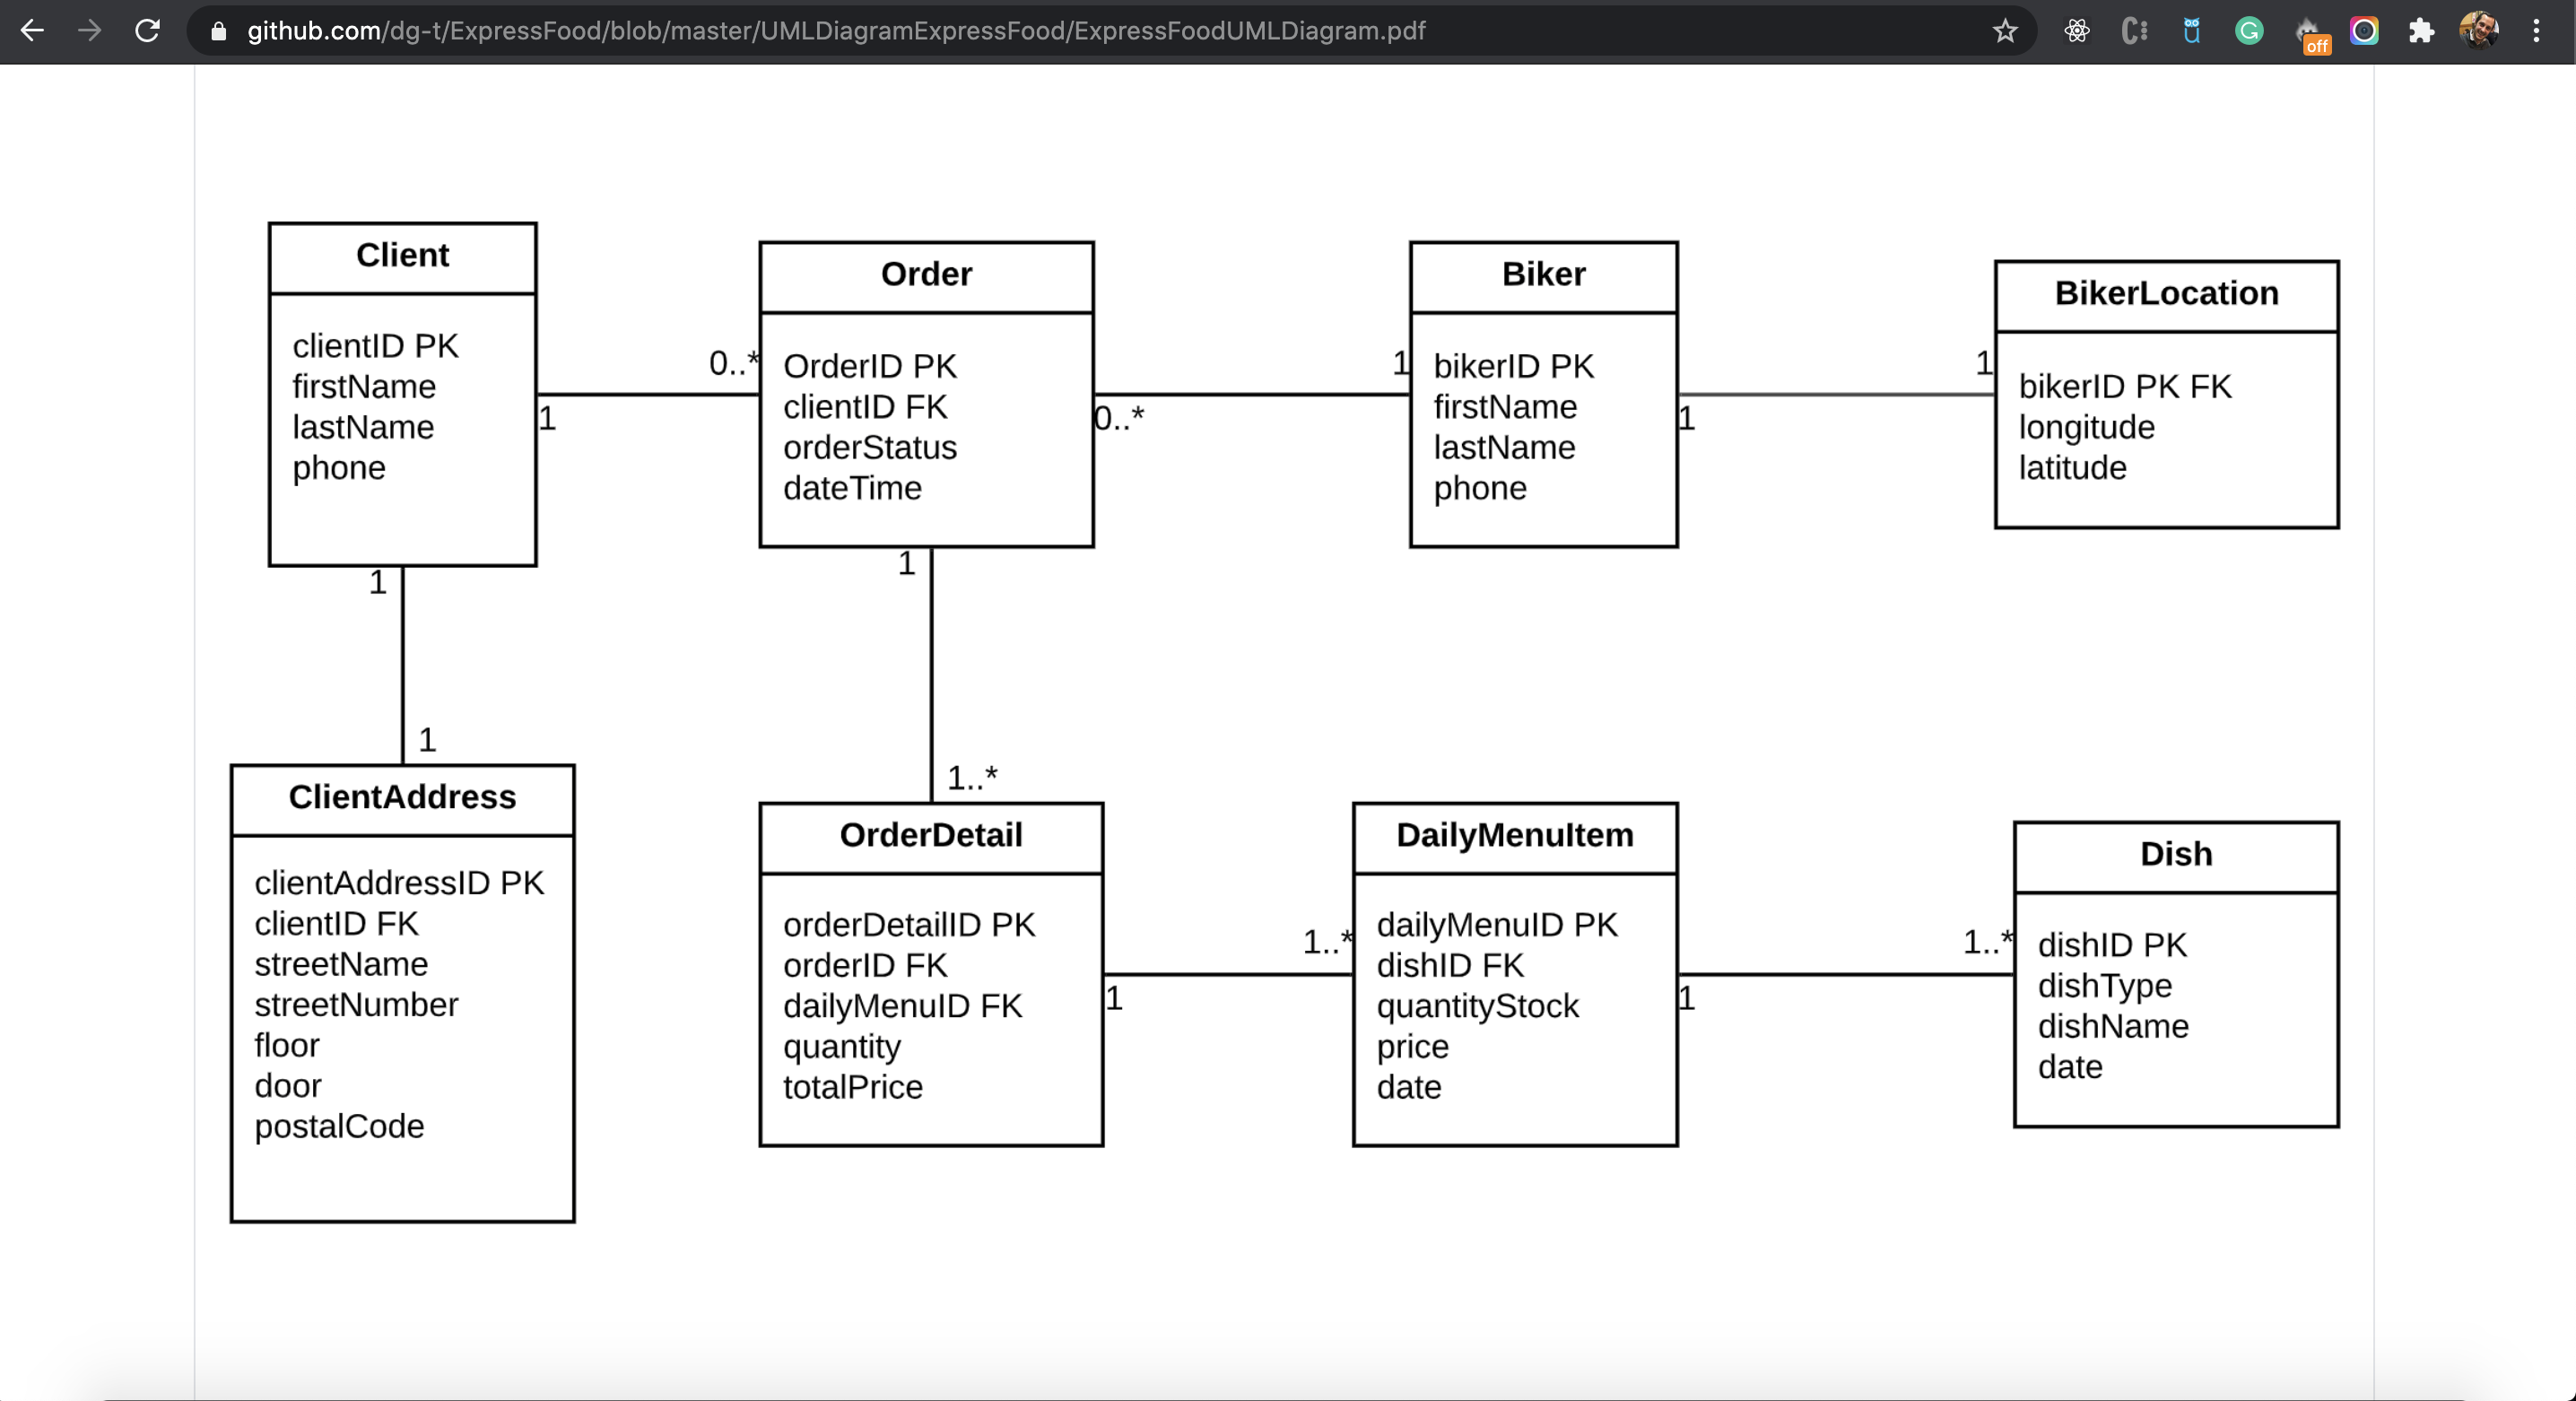 github.com/dg-t/ExpressFood/blob/master/UMLDiagramExpressFood/ExpressFoodUMLDiagram.pdf
off
Client
clientID PK
firstName
lastName
phone
1
0..*
Order
OrderID PK
clientID FK
orderStatus
dateTime
0..*
1
Biker
bikerID PK
firstName
lastName
phone
1
1
BikerLocation
bikerID PK FK
longitude
latitude
1
1
ClientAddress
clientAddressID PK
clientID FK
streetName
streetNumber
floor
door
postalCode
1
1..*
OrderDetail
orderDetailID PK
orderID FK
dailyMenuID FK
quantity
totalPrice
1
1..*
DailyMenuItem
dailyMenuID PK
dishID FK
quantityStock
price
date
1
1..*
Dish
dishID PK
dishType
dishName
date